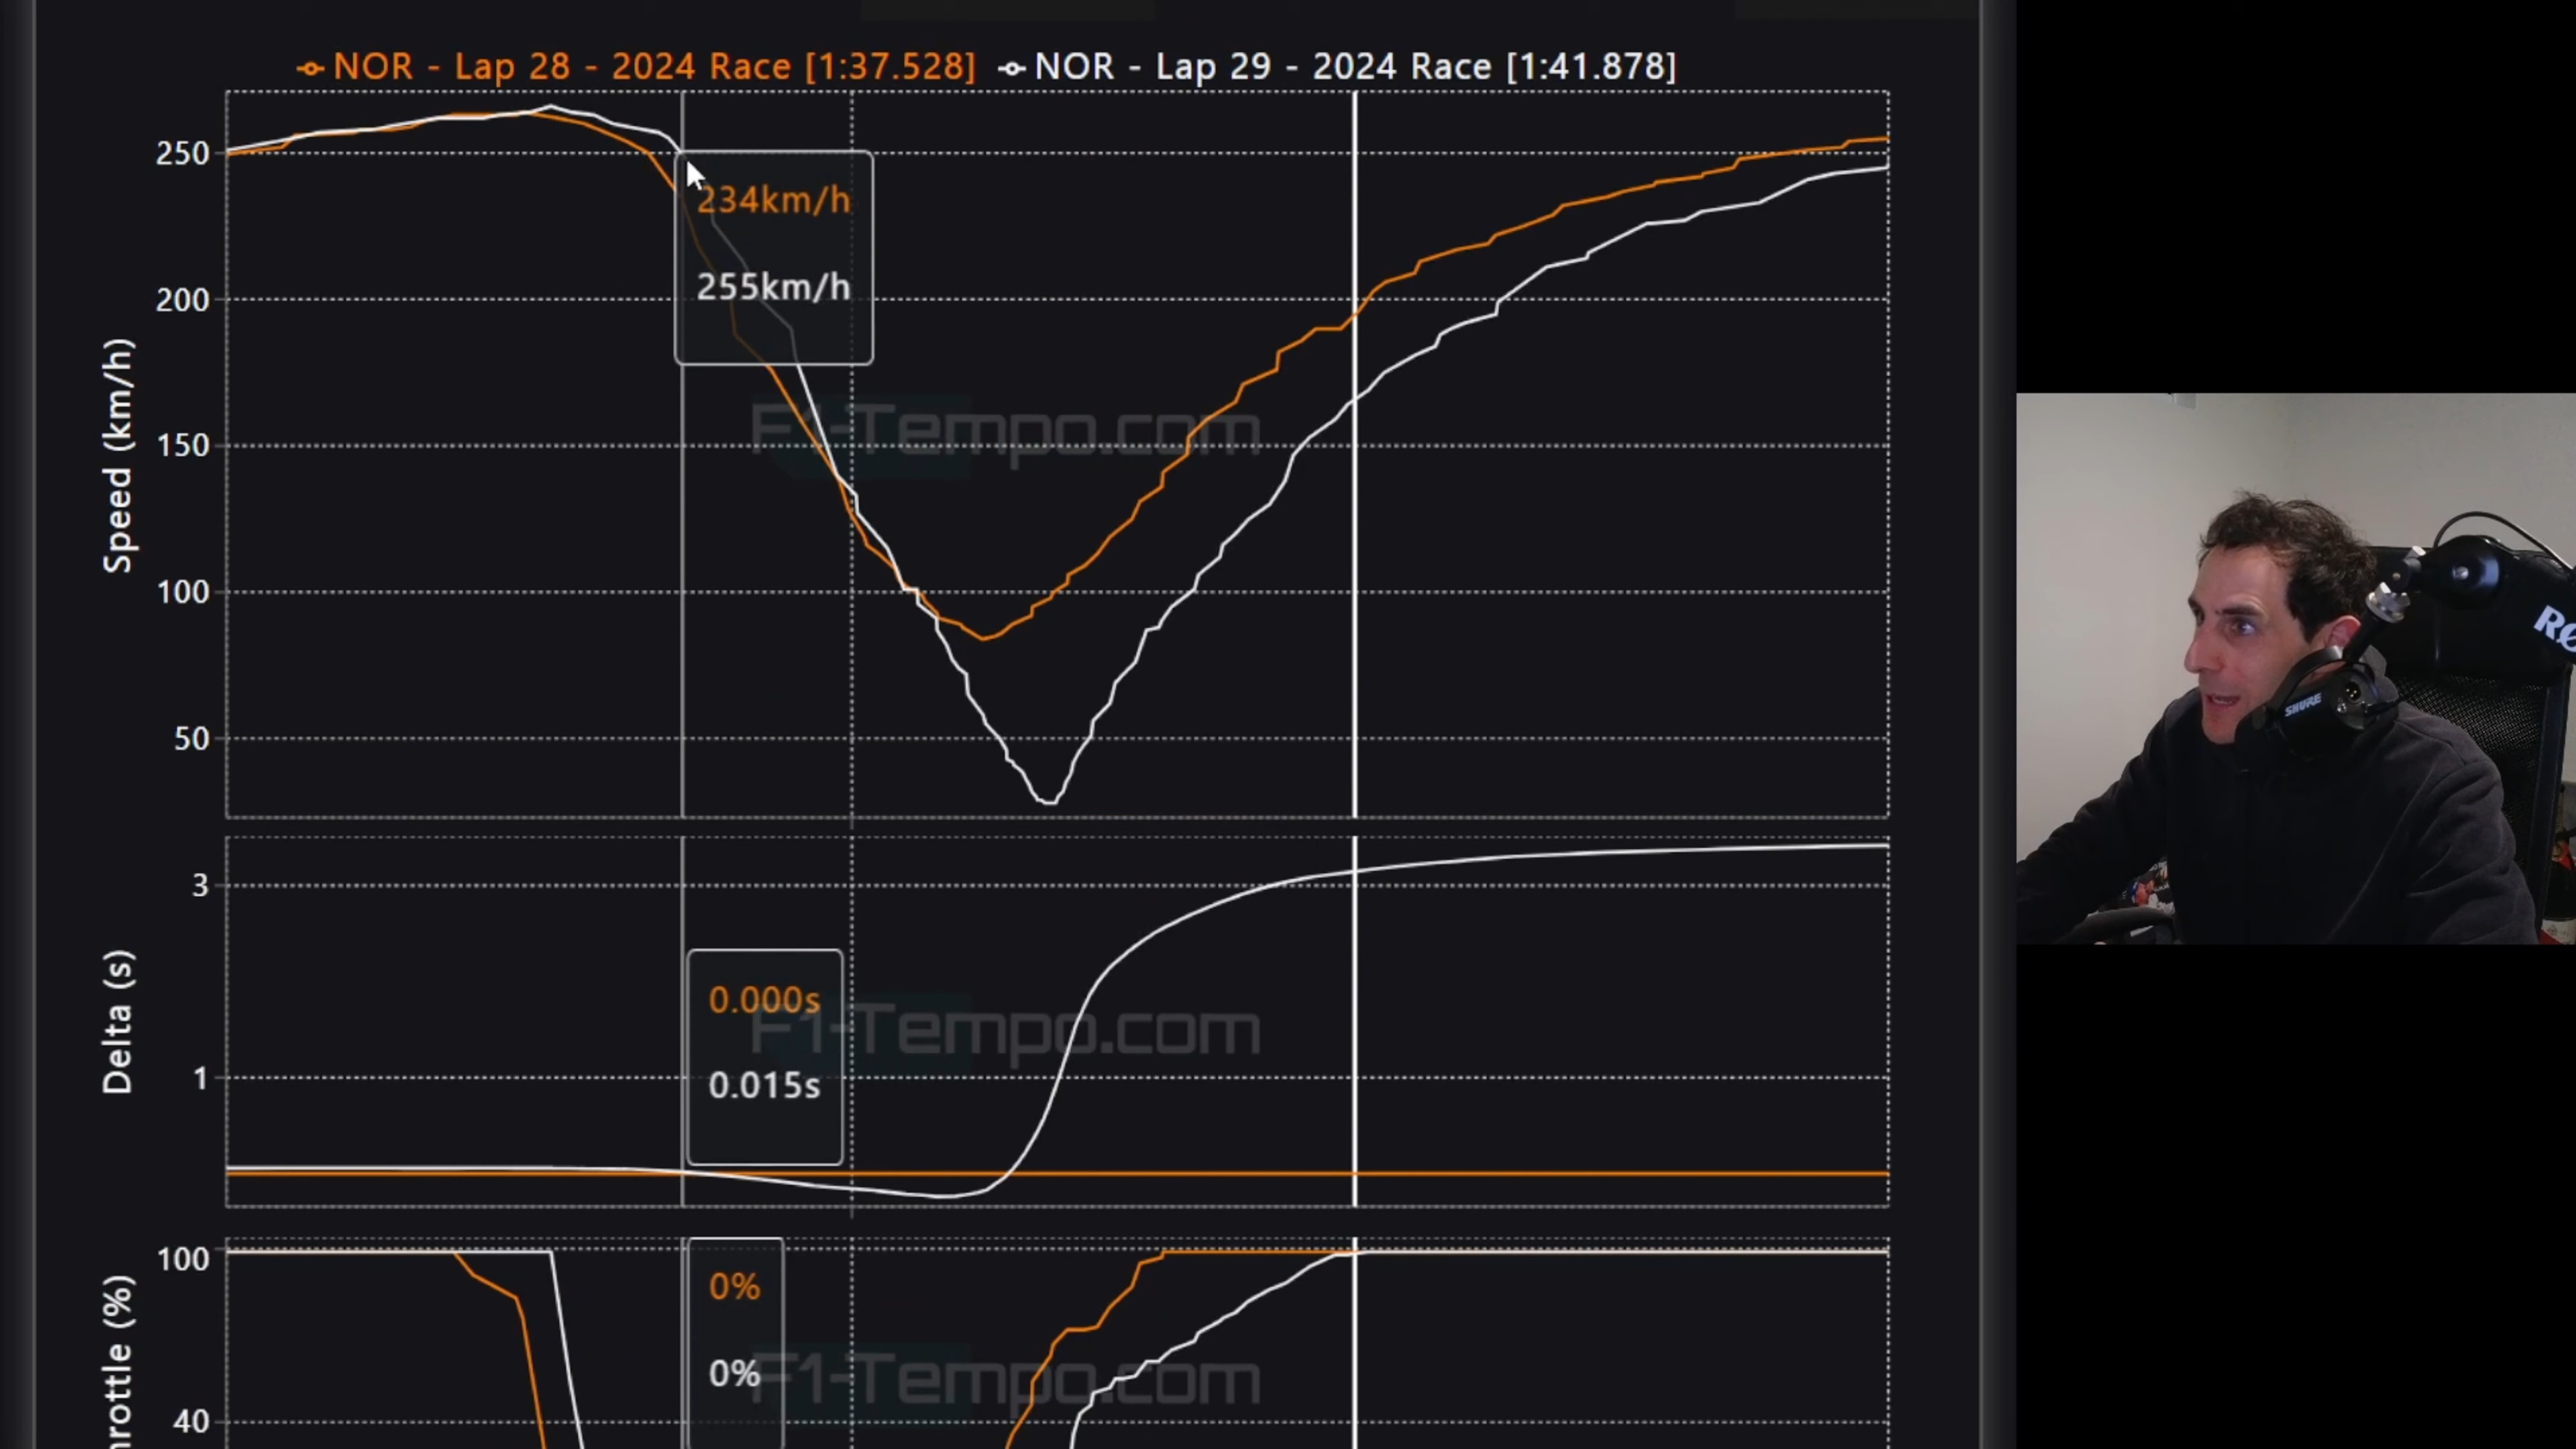 NOR - Lap 28 - 2024 Race [1:37.528] NOR - Lap 29 - 2024 Race [1:41.878]
Speed (km/h)
250
200
150
100
50
234km/h
255km/h
F1-Tempo.com
Delta (s)
3
1
0.000s
0.015s
F1-Tempo.com
hrottle (%)
100
40
0%
0%
F1-Tempo.com
SHURE
RØ